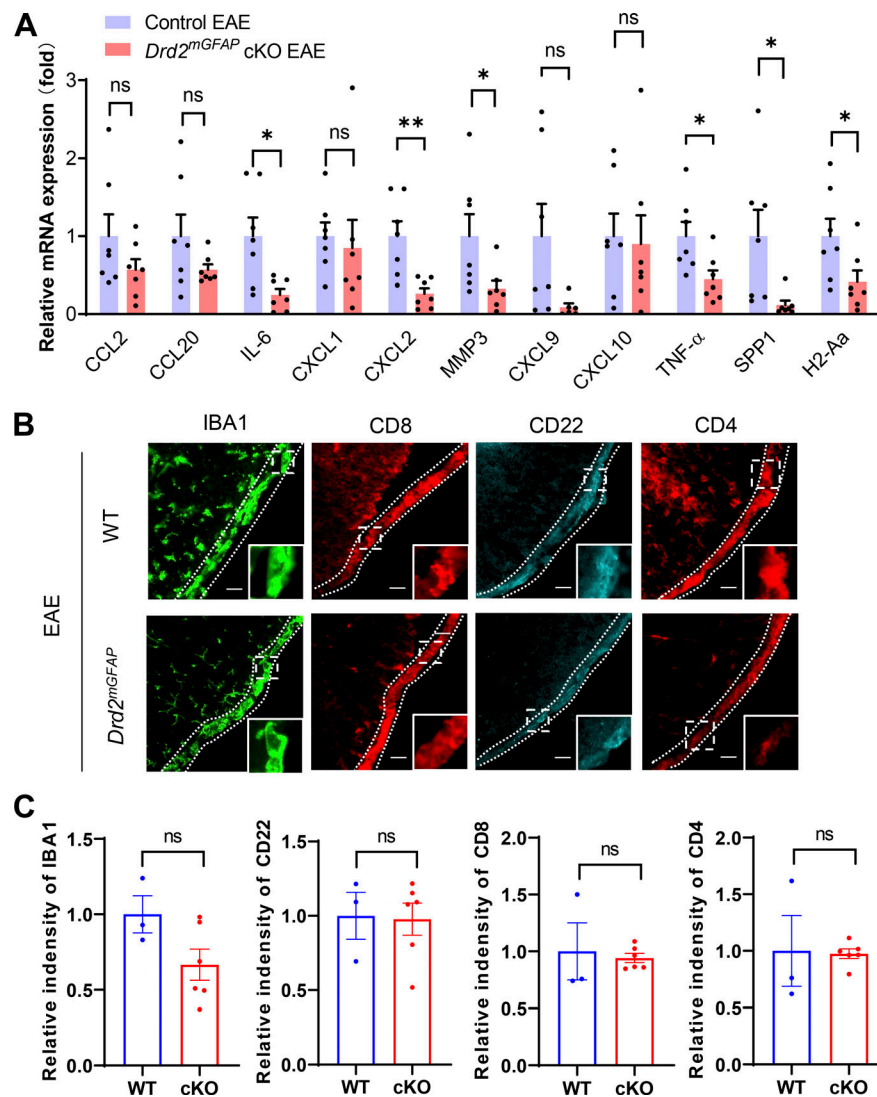 A
Control EAE
Drd2mGFAP cKO EAE
Relative mRNA expression (fold)
3
2
1
0
ns
ns
*
ns
**
*
ns
ns
*
*
*
CCL2
CCL20
IL-6
CXCL1
CXCL2
MMP3
CXCL9
CXCL10
TNF-α
SPP1
H2-Aa
B
IBA1
CD8
CD22
CD4
EAE
WT
Drd2mGFAP
C
Relative indensity of IBA1
1.5
1.0
0.5
0.0
ns
WT
cKO
Relative indensity of CD22
1.5
1.0
0.5
0.0
ns
WT
cKO
Relative indensity of CD8
2.0
1.5
1.0
0.5
0.0
ns
WT
cKO
Relative indensity of CD4
2.0
1.5
1.0
0.5
0.0
ns
WT
cKO